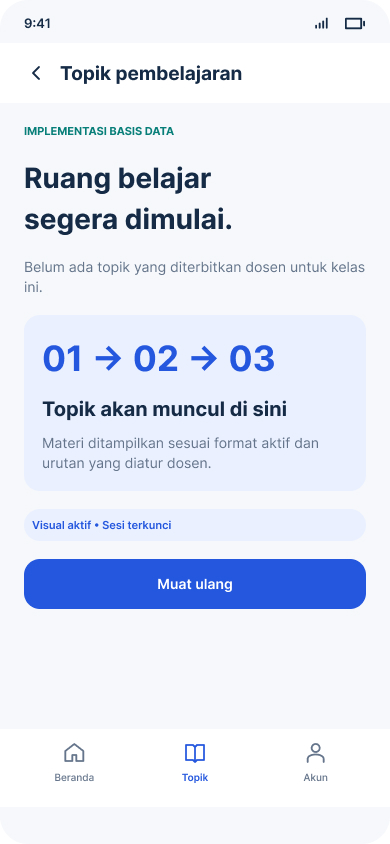 9:41
Topik pembelajaran
IMPLEMENTASI BASIS DATA
Ruang belajar
segera dimulai.
Belum ada topik yang diterbitkan dosen untuk kelas
ini.
01 → 02 → 03
Topik akan muncul di sini
Materi ditampilkan sesuai format aktif dan
urutan yang diatur dosen.
Visual aktif • Sesi terkunci
Muat ulang
Beranda Topik Akun